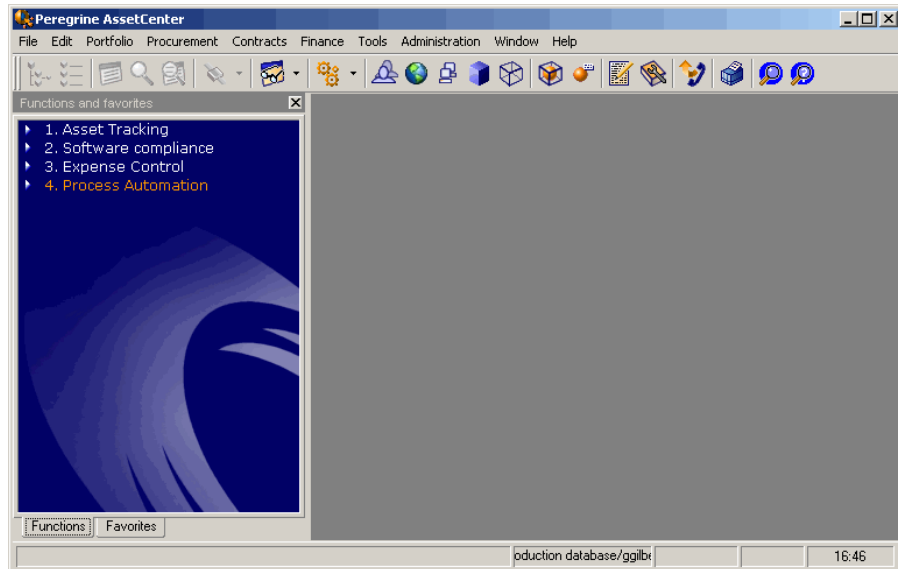 Peregrine AssetCenter
File Edit Portfolio Procurement Contracts Finance Tools Administration Window Help
Functions and favorites
1. Asset Tracking
2. Software compliance
3. Expense Control
4. Process Automation
Functions Favorites
oduction database/ggilbe 16:46